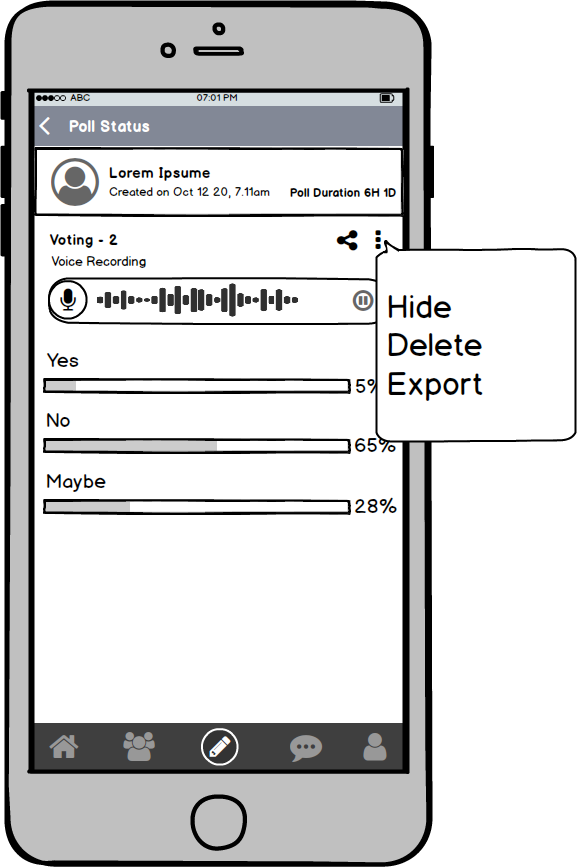 ABC 07:01 PM
Poll Status
Lorem Ipsume
Created on Oct 12 20, 7.11am Poll Duration 6H 1D
Voting - 2
Voice Recording
Hide
Delete
Export
Yes
5%
No
65%
Maybe
28%